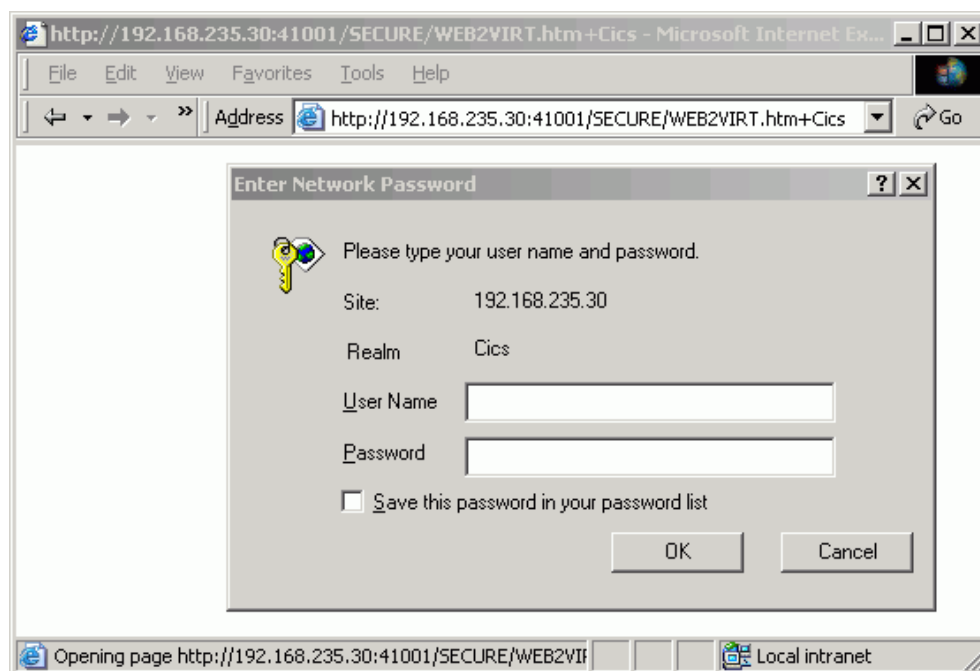 http://192.168.235.30:41001/SECURE/WEB2VIRT.htm+Cics - Microsoft Internet Ex...
File Edit View Favorites Tools Help
» Address http://192.168.235.30:41001/SECURE/WEB2VIRT.htm+Cics Go
Enter Network Password
Please type your user name and password.
Site: 192.168.235.30
Realm Cics
User Name
Password
Save this password in your password list
OK Cancel
Opening page http://192.168.235.30:41001/SECURE/WEB2VIR Local intranet